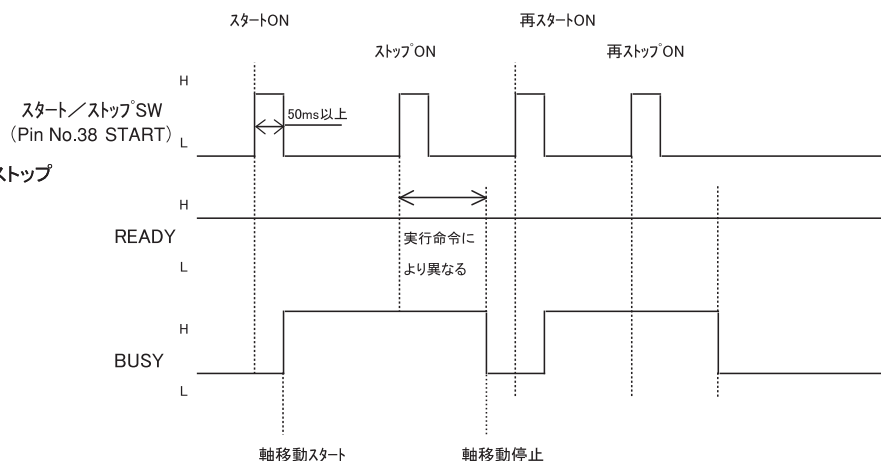 スタートON
再スタートON
ストップON
再ストップON
H
スタート／ストップSW
50ms以上
(Pin No.38 START)
L
ストップ
H
READY
実行命令に
L
より異なる
H
BUSY
L
軸移動スタート
軸移動停止